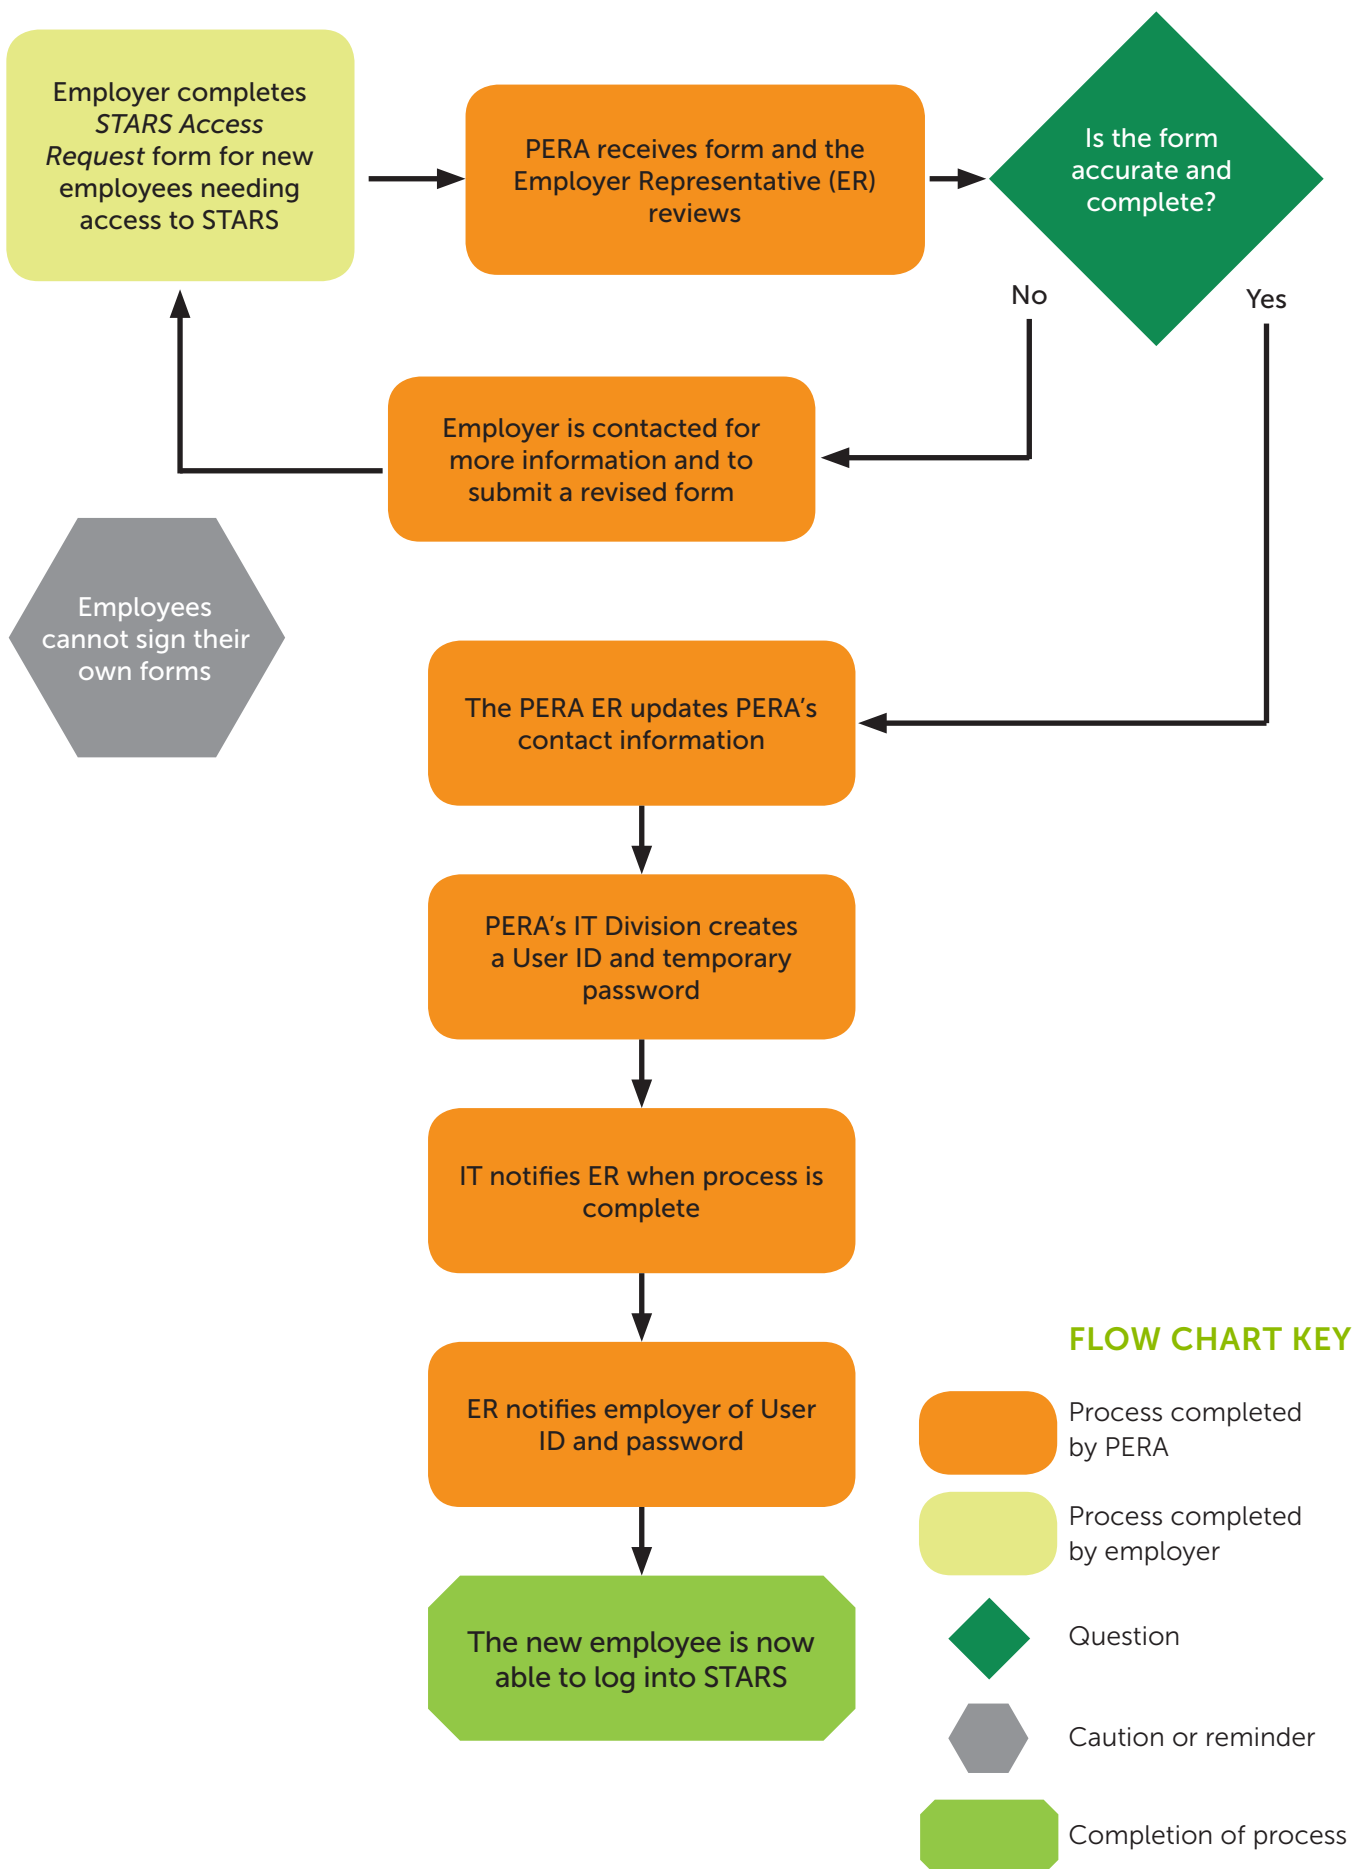 Employer completes
STARS Access
Request form for new
employees needing
access to STARS
PERA receives form and the
Employer Representative (ER)
reviews
Is the form
accurate and
complete?
No
Yes
Employer is contacted for
more information and to
submit a revised form
Employees
cannot sign their
own forms
The PERA ER updates PERA’s
contact information
PERA’s IT Division creates
a User ID and temporary
password
IT notifies ER when process is
complete
ER notifies employer of User
ID and password
The new employee is now
able to log into STARS
FLOW CHART KEY
Process completed
by PERA
Process completed
by employer
Question
Caution or reminder
Completion of process